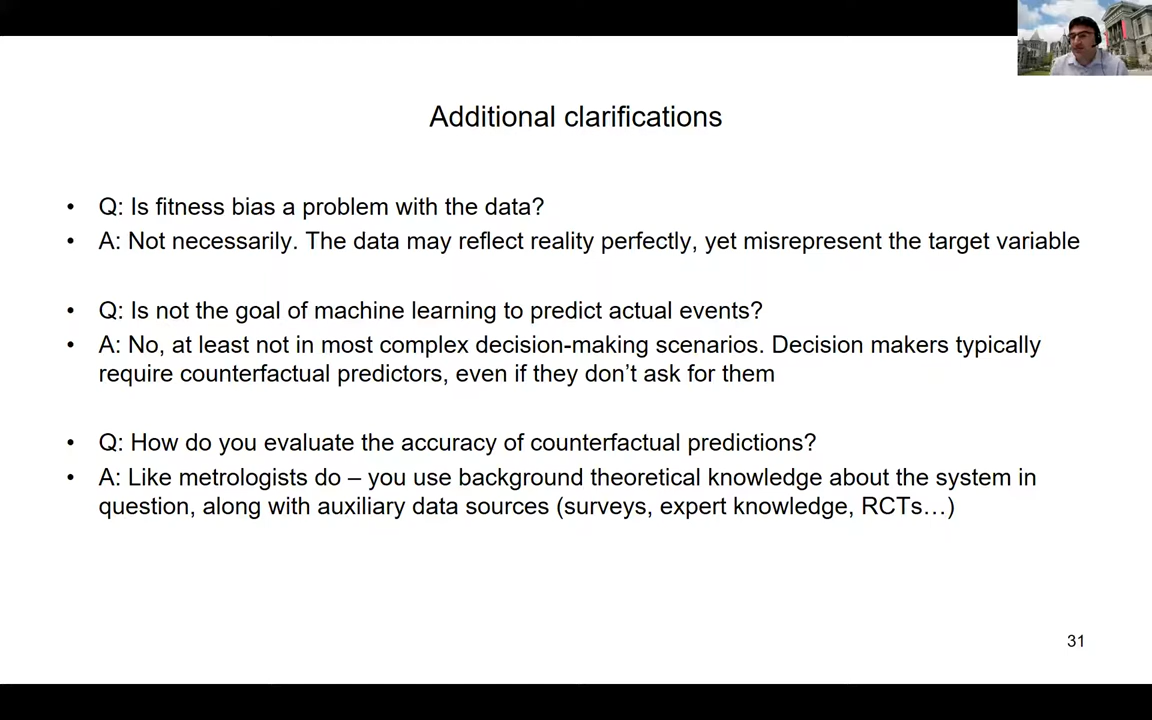 Additional clarifications
• Q: Is fitness bias a problem with the data?
• A: Not necessarily. The data may reflect reality perfectly, yet misrepresent the target variable
• Q: Is not the goal of machine learning to predict actual events?
• A: No, at least not in most complex decision-making scenarios. Decision makers typically
require counterfactual predictors, even if they don’t ask for them
• Q: How do you evaluate the accuracy of counterfactual predictions?
• A: Like metrologists do – you use background theoretical knowledge about the system in
question, along with auxiliary data sources (surveys, expert knowledge, RCTs…)
31